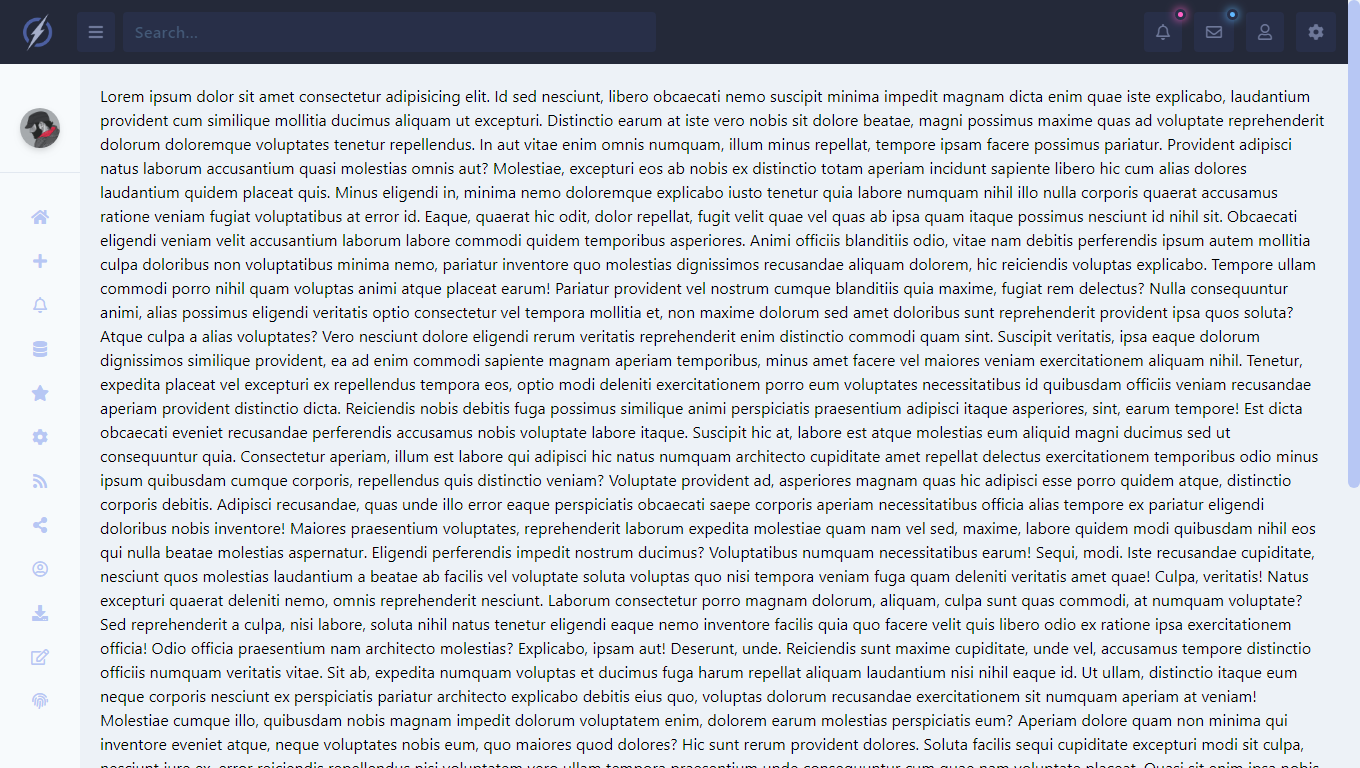 Search...
Lorem ipsum dolor sit amet consectetur adipisicing elit. Id sed nesciunt, libero obcaecati nemo suscipit minima impedit magnam dicta enim quae iste explicabo, laudantium
provident cum similique mollitia ducimus aliquam ut excepturi. Distinctio earum at iste vero nobis sit dolore beatae, magni possimus maxime quas ad voluptate reprehenderit
dolorum doloremque voluptates tenetur repellendus. In aut vitae enim omnis numquam, illum minus repellat, tempore ipsam facere possimus pariatur. Provident adipisci
natus laborum accusantium quasi molestias omnis aut? Molestiae, excepturi eos ab nobis ex distinctio totam aperiam incidunt sapiente libero hic cum alias dolores
laudantium quidem placeat quis. Minus eligendi in, minima nemo doloremque explicabo iusto tenetur quia labore numquam nihil illo nulla corporis quaerat accusamus
ratione veniam fugiat voluptatibus at error id. Eaque, quaerat hic odit, dolor repellat, fugit velit quae vel quas ab ipsa quam itaque possimus nesciunt id nihil sit. Obcaecati
eligendi veniam velit accusantium laborum labore commodi quidem temporibus asperiores. Animi officiis blanditiis odio, vitae nam debitis perferendis ipsum autem mollitia
culpa doloribus non voluptatibus minima nemo, pariatur inventore quo molestias dignissimos recusandae aliquam dolorem, hic reiciendis voluptas explicabo. Tempore ullam
commodi porro nihil quam voluptas animi atque placeat earum! Pariatur provident vel nostrum cumque blanditiis quia maxime, fugiat rem delectus? Nulla consequuntur
animi, alias possimus eligendi veritatis optio consectetur vel tempora mollitia et, non maxime dolorum sed amet doloribus sunt reprehenderit provident ipsa quos soluta?
Atque culpa a alias voluptates? Vero nesciunt dolore eligendi rerum veritatis reprehenderit enim distinctio commodi quam sint. Suscipit veritatis, ipsa eaque dolorum
dignissimos similique provident, ea ad enim commodi sapiente magnam aperiam temporibus, minus amet facere vel maiores veniam exercitationem aliquam nihil. Tenetur,
expedita placeat vel excepturi ex repellendus tempora eos, optio modi deleniti exercitationem porro eum voluptates necessitatibus id quibusdam officiis veniam recusandae
aperiam provident distinctio dicta. Reiciendis nobis debitis fuga possimus similique animi perspiciatis praesentium adipisci itaque asperiores, sint, earum tempore! Est dicta
obcaecati eveniet recusandae perferendis accusamus nobis voluptate labore itaque. Suscipit hic at, labore est atque molestias eum aliquid magni ducimus sed ut
consequuntur quia. Consectetur aperiam, illum est labore qui adipisci hic natus numquam architecto cupiditate amet repellat delectus exercitationem temporibus odio minus
ipsum quibusdam cumque corporis, repellendus quis distinctio veniam? Voluptate provident ad, asperiores magnam quas hic adipisci esse porro quidem atque, distinctio
corporis debitis. Adipisci recusandae, quas unde illo error eaque perspiciatis obcaecati saepe corporis aperiam necessitatibus officia alias tempore ex pariatur eligendi
doloribus nobis inventore! Maiores praesentium voluptates, reprehenderit laborum expedita molestiae quam nam vel sed, maxime, labore quidem modi quibusdam nihil eos
qui nulla beatae molestias aspernatur. Eligendi perferendis impedit nostrum ducimus? Voluptatibus numquam necessitatibus earum! Sequi, modi. Iste recusandae cupiditate,
nesciunt quos molestias laudantium a beatae ab facilis vel voluptate soluta voluptas quo nisi tempora veniam fuga quam deleniti veritatis amet quae! Culpa, veritatis! Natus
excepturi quaerat deleniti nemo, omnis reprehenderit nesciunt. Laborum consectetur porro magnam dolorum, aliquam, culpa sunt quas commodi, at numquam voluptate?
Sed reprehenderit a culpa, nisi labore, soluta nihil natus tenetur eligendi eaque nemo inventore facilis quia quo facere velit quis libero odio ex ratione ipsa exercitationem
officia! Odio officia praesentium nam architecto molestias? Explicabo, ipsam aut! Deserunt, unde. Reiciendis sunt maxime cupiditate, unde vel, accusamus tempore distinctio
officiis numquam veritatis vitae. Sit ab, expedita numquam voluptas et ducimus fuga harum repellat aliquam laudantium nisi nihil eaque id. Ut ullam, distinctio itaque eum
neque corporis nesciunt ex perspiciatis pariatur architecto explicabo debitis eius quo, voluptas dolorum recusandae exercitationem sit numquam aperiam at veniam!
Molestiae cumque illo, quibusdam nobis magnam impedit dolorum voluptatem enim, dolorem earum molestias perspiciatis eum? Aperiam dolore quam non minima qui
inventore eveniet atque, neque voluptates nobis eum, quo maiores quod dolores? Hic sunt rerum provident dolores. Soluta facilis sequi cupiditate excepturi modi sit culpa,
nesciunt iure ex, error reiciendis repellendus nisi voluptatem vero ullam tempora praesentium unde consequuntur cum quae nam voluptate placeat. Quasi sit enim ipsa nobis